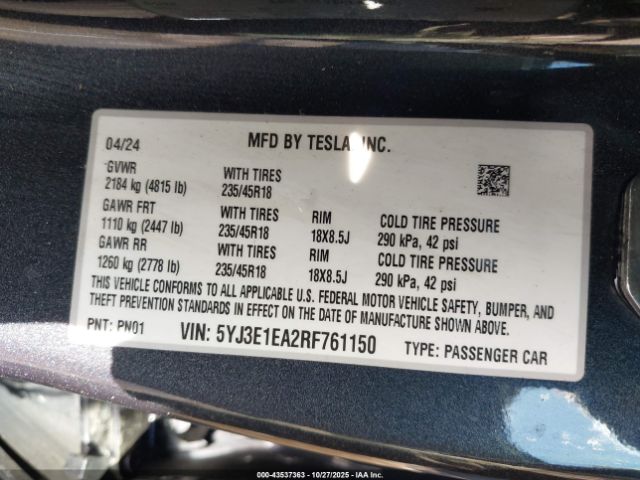 04/24 MFD BY TESLA, INC.
GVWR WITH TIRES
2184 kg (4815 lb) 235/45R18
GAWR FRT WITH TIRES RIM COLD TIRE PRESSURE
1110 kg (2447 lb) 235/45R18 18X8.5J 290 kPa, 42 psi
GAWR RR WITH TIRES RIM COLD TIRE PRESSURE
1260 kg (2778 lb) 235/45R18 18X8.5J 290 kPa, 42 psi
THIS VEHICLE CONFORMS TO ALL APPLICABLE U.S. FEDERAL MOTOR VEHICLE SAFETY, BUMPER, AND
THEFT PREVENTION STANDARDS IN EFFECT ON THE DATE OF MANUFACTURE SHOWN ABOVE.
PNT: PN01 VIN: 5YJ3E1EA2RF761150 TYPE: PASSENGER CAR
000-43537363 - 10/27/2025 - IAAI.COM